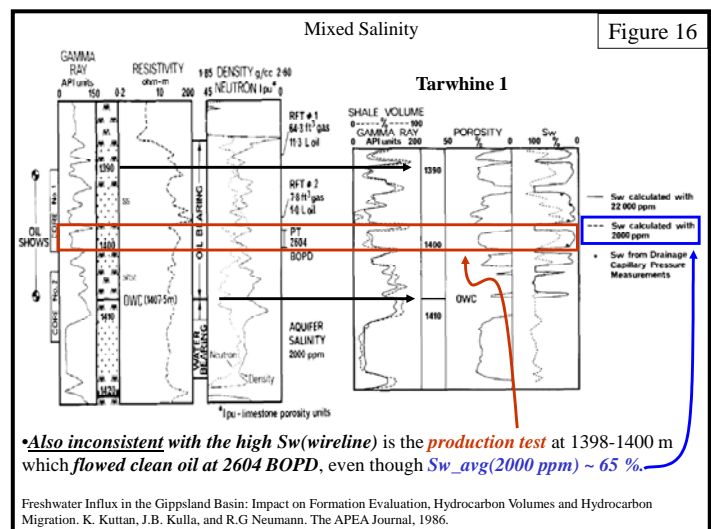 Mixed Salinity
Figure 16
Tarwhine 1
GAMMA RAY
API units
0 150
RESISTIVITY
ohm-m
0·2 10 200
1·85 DENSITY g/cc 2·60
NEUTRON lpu*
45 0
CORE No. 1
CORE No. 2
OIL SHOWS
1390
1400
1410
1420
OWC (1407·5m)
OIL BEARING
WATER BEARING
RFT # 1
64·3 ft³ gas
11·3 L oil
RFT # 2
7·8 ft³ gas
1·0 L oil
PT
2604
BOPD
AQUIFER
SALINITY
2000 ppm
Neutron
Density
*lpu - limestone porosity units
SHALE VOLUME
0 ----%---- 100
GAMMA RAY
API units
0 200
POROSITY
%
0
Sw
100 % 0
1390
1400
OWC
1410
Sw calculated with
22 000 ppm
Sw calculated with
2000 ppm
Sw from Drainage
Capillary Pressure
Measurements
•Also inconsistent with the high Sw(wireline) is the production test at 1398-1400 m
which flowed clean oil at 2604 BOPD, even though Sw_avg(2000 ppm) ~ 65 %.
Freshwater Influx in the Gippsland Basin: Impact on Formation Evaluation, Hydrocarbon Volumes and Hydrocarbon
Migration. K. Kuttan, J.B. Kulla, and R.G Neumann. The APEA Journal, 1986.